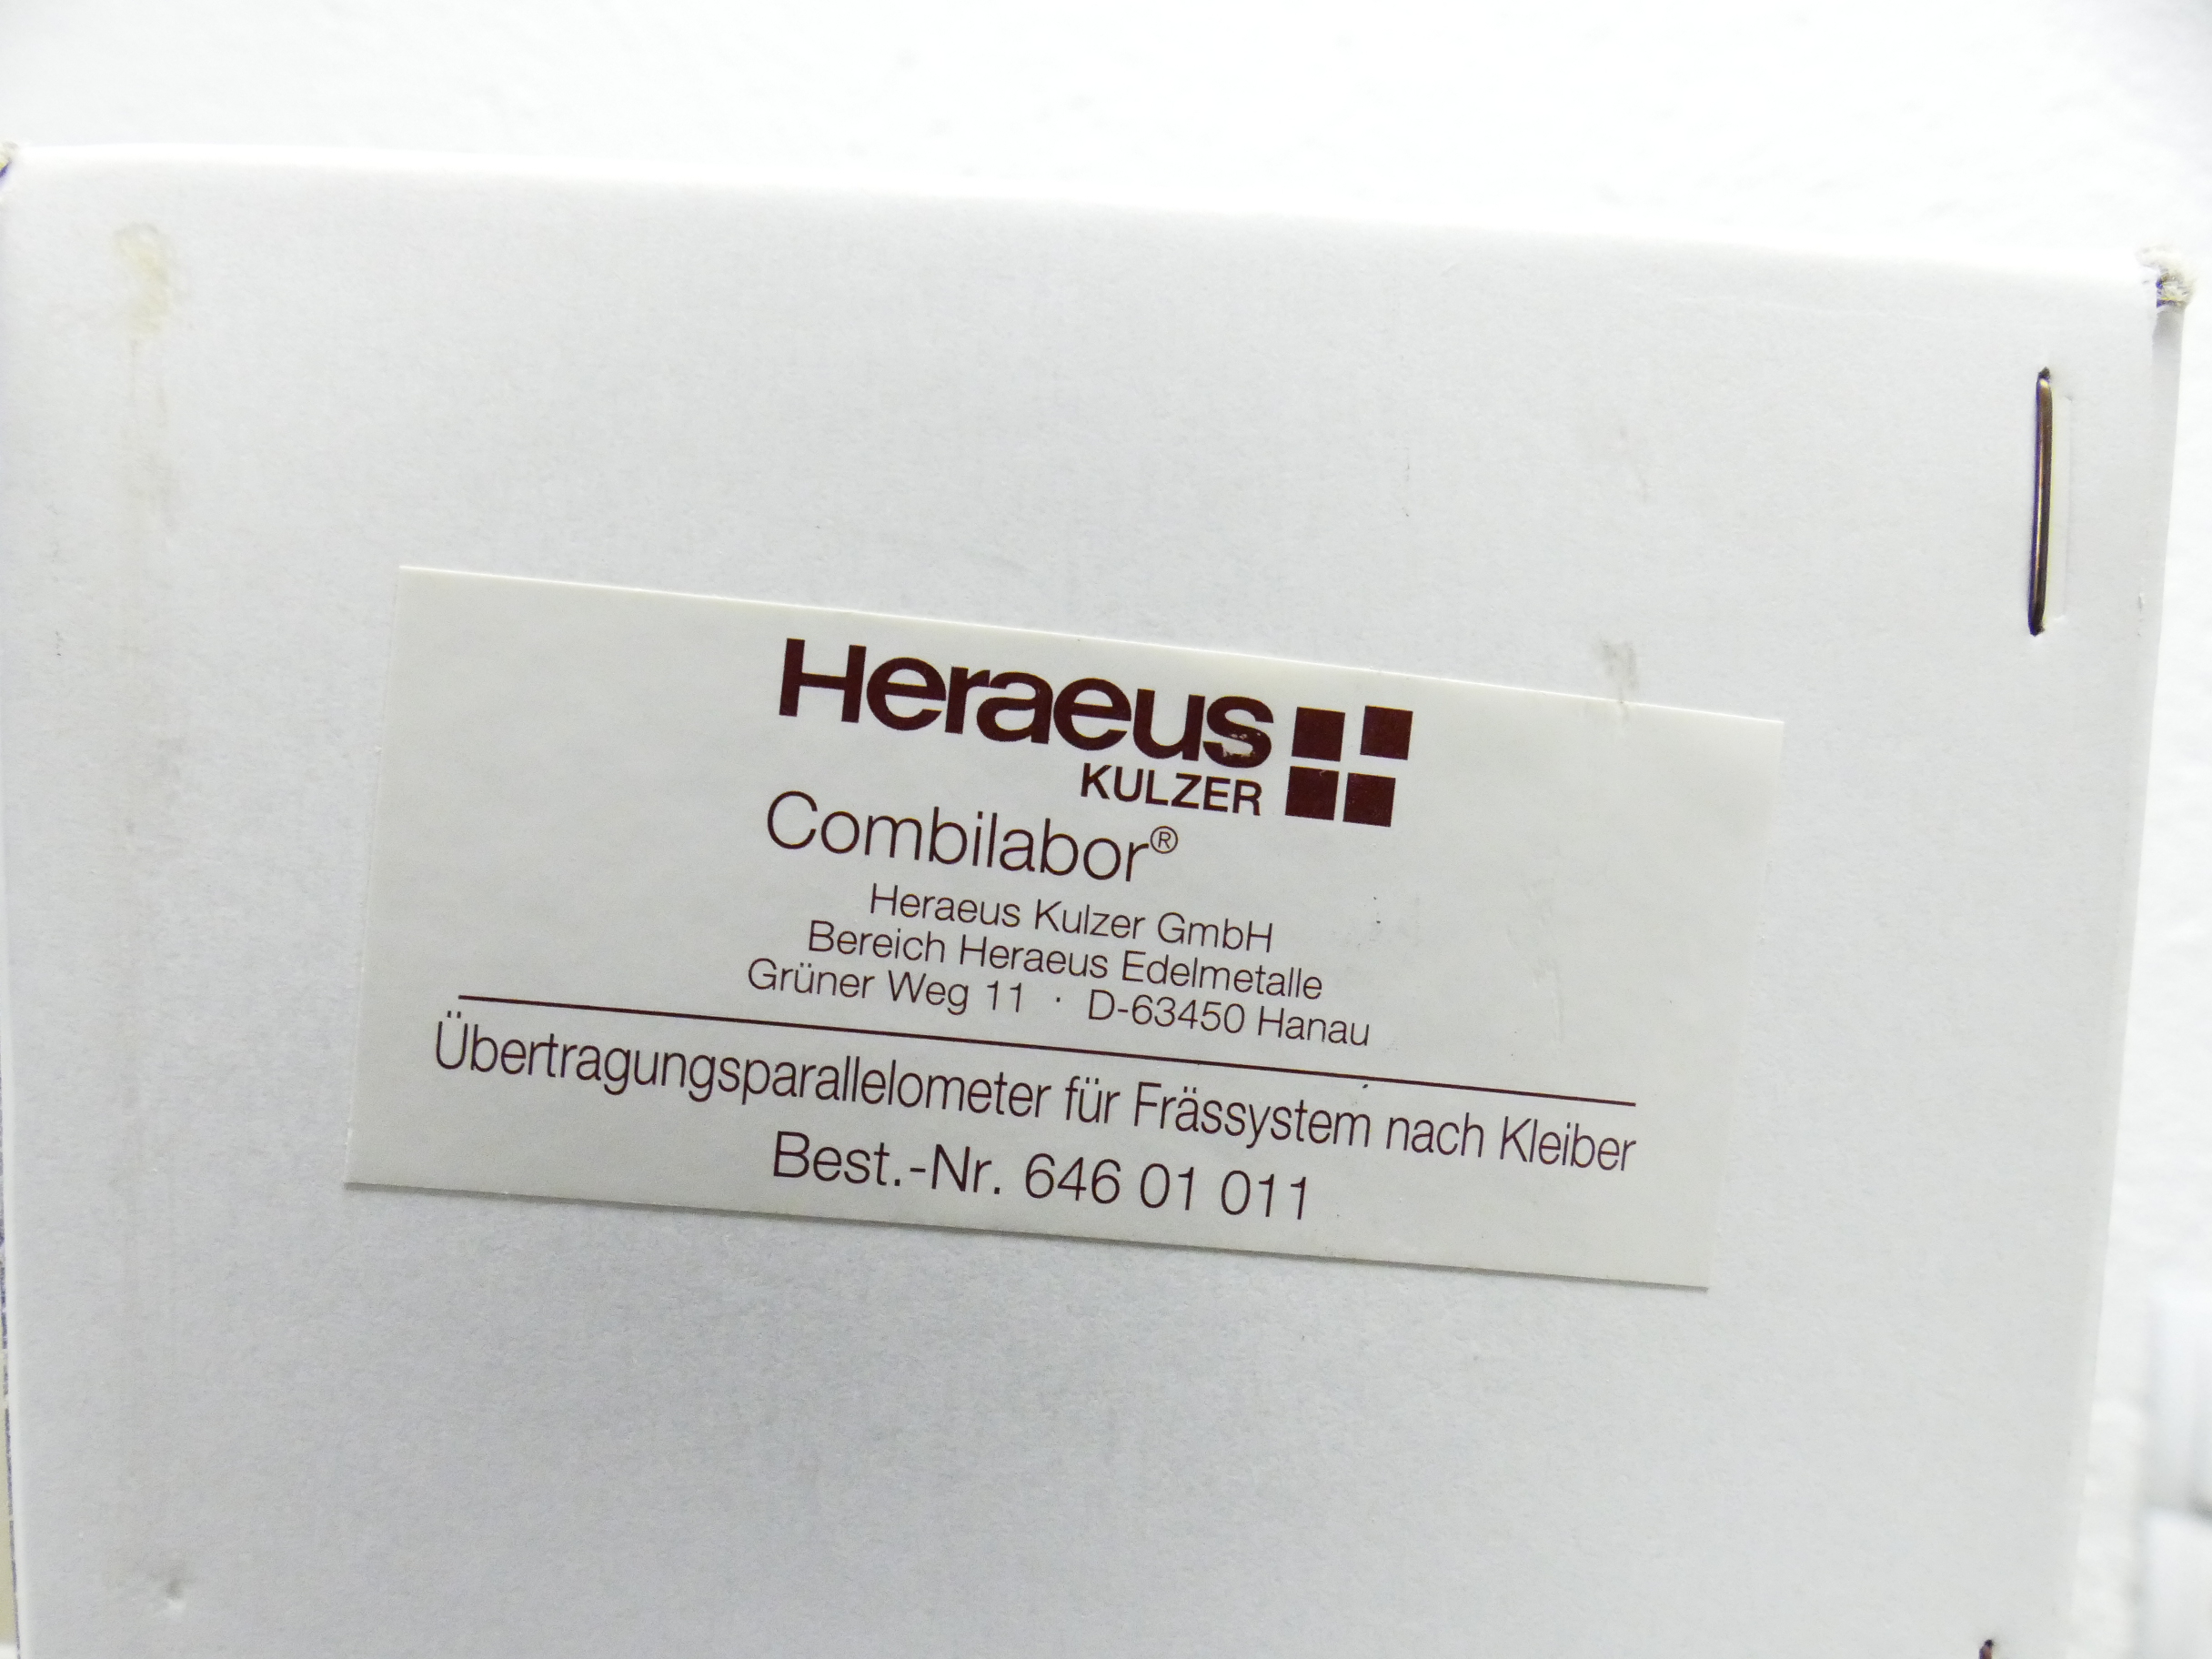 Heraeus
KULZER
Combilabor®
Heraeus Kulzer GmbH
Bereich Heraeus Edelmetalle
Grüner Weg 11 · D-63450 Hanau
Übertragungsparallelometer für Frässystem nach Kleiber
Best.-Nr. 646 01 011